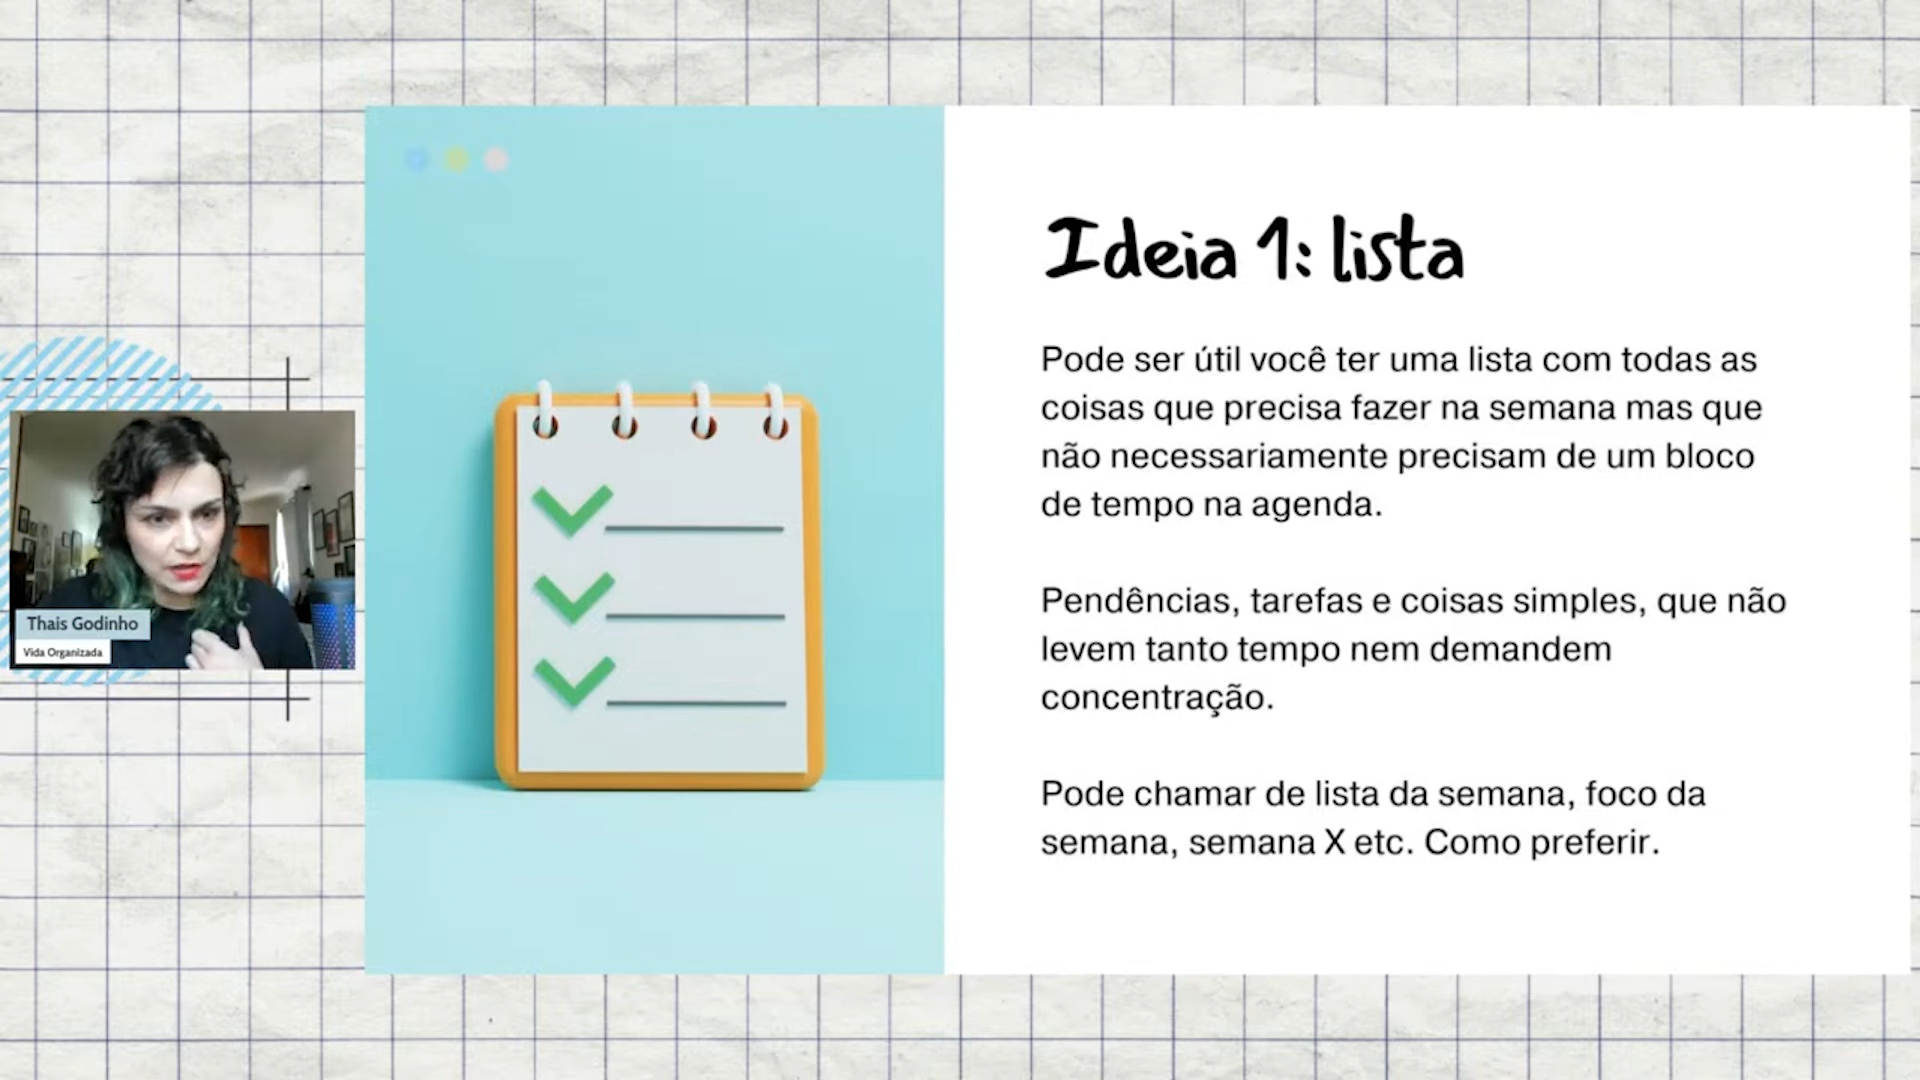 Ideia 1: lista
Pode ser útil você ter uma lista com todas as
coisas que precisa fazer na semana mas que
não necessariamente precisam de um bloco
de tempo na agenda.
Pendências, tarefas e coisas simples, que não
levem tanto tempo nem demandem
concentração.
Pode chamar de lista da semana, foco da
semana, semana X etc. Como preferir.
Thais Godinho
Vida Organizada